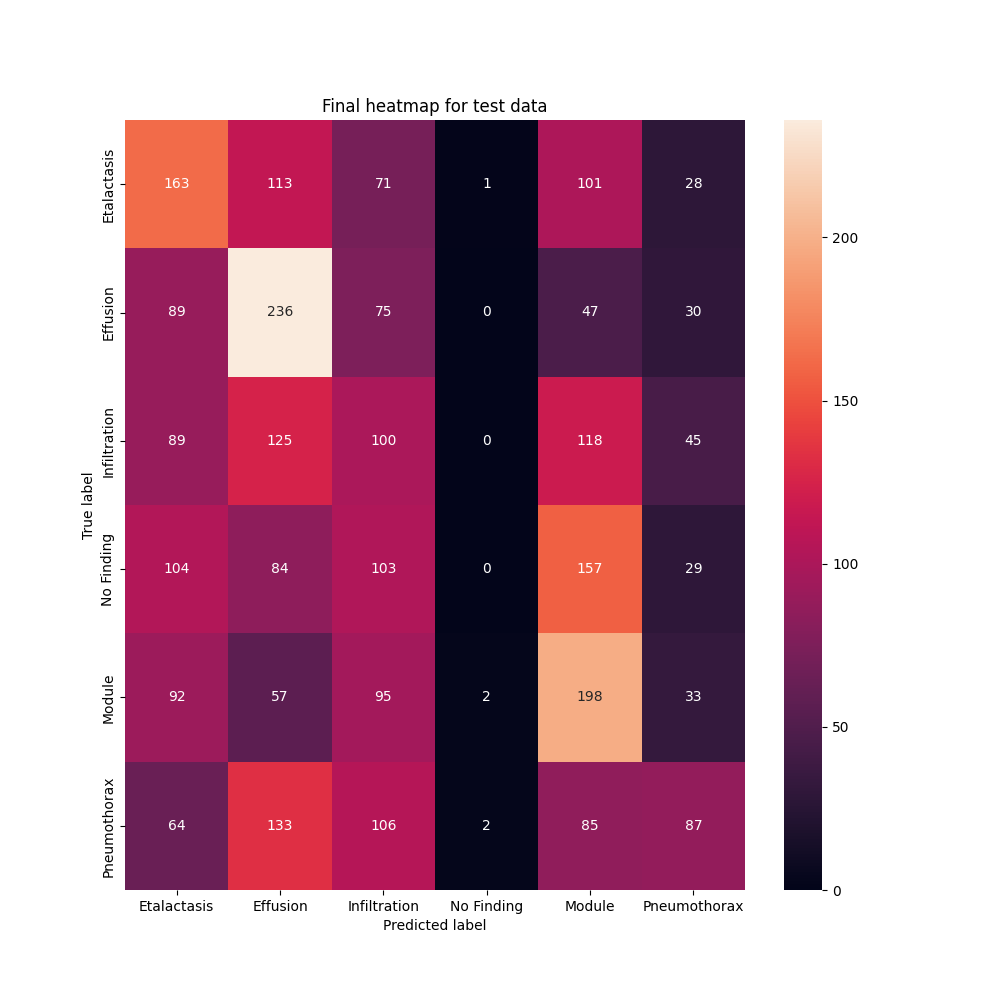 Final heatmap for test data
True label
Etalactasis 163 113 71 1 101 28
Effusion 89 236 75 0 47 30
Infiltration 89 125 100 0 118 45
No Finding 104 84 103 0 157 29
Module 92 57 95 2 198 33
Pneumothorax 64 133 106 2 85 87
Etalactasis Effusion Infiltration No Finding Module Pneumothorax
Predicted label
200
150
100
50
0